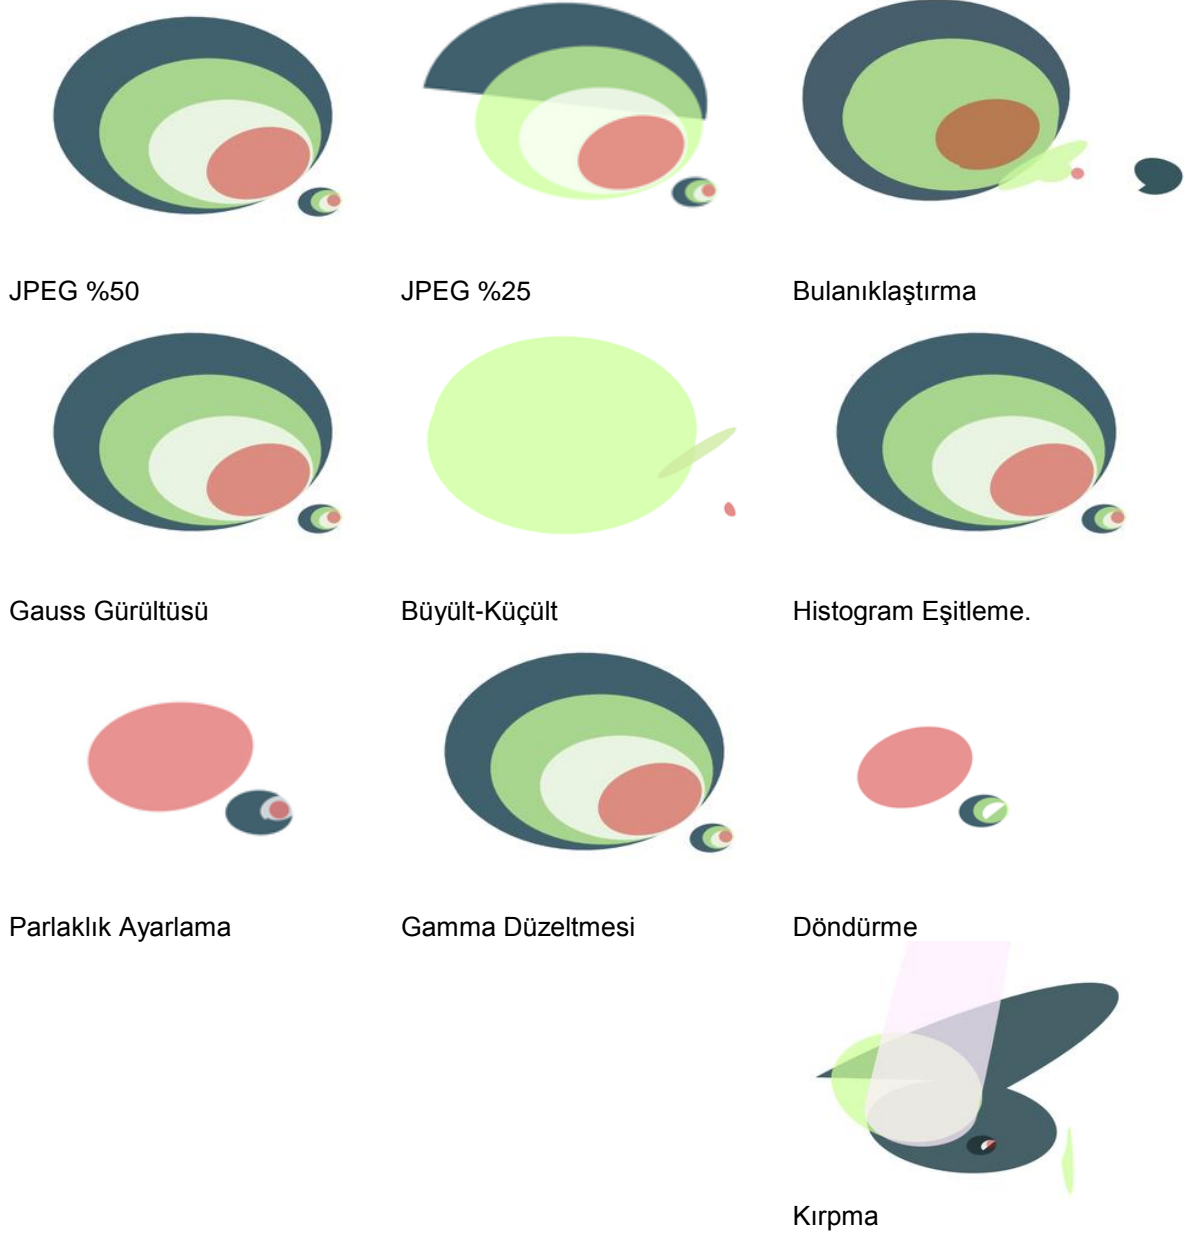 JPEG %50
JPEG %25
Bulanıklaştırma
Gauss Gürültüsü
Büyült-Küçült
Histogram Eşitleme.
Parlaklık Ayarlama
Gamma Düzeltmesi
Döndürme
Kırpma